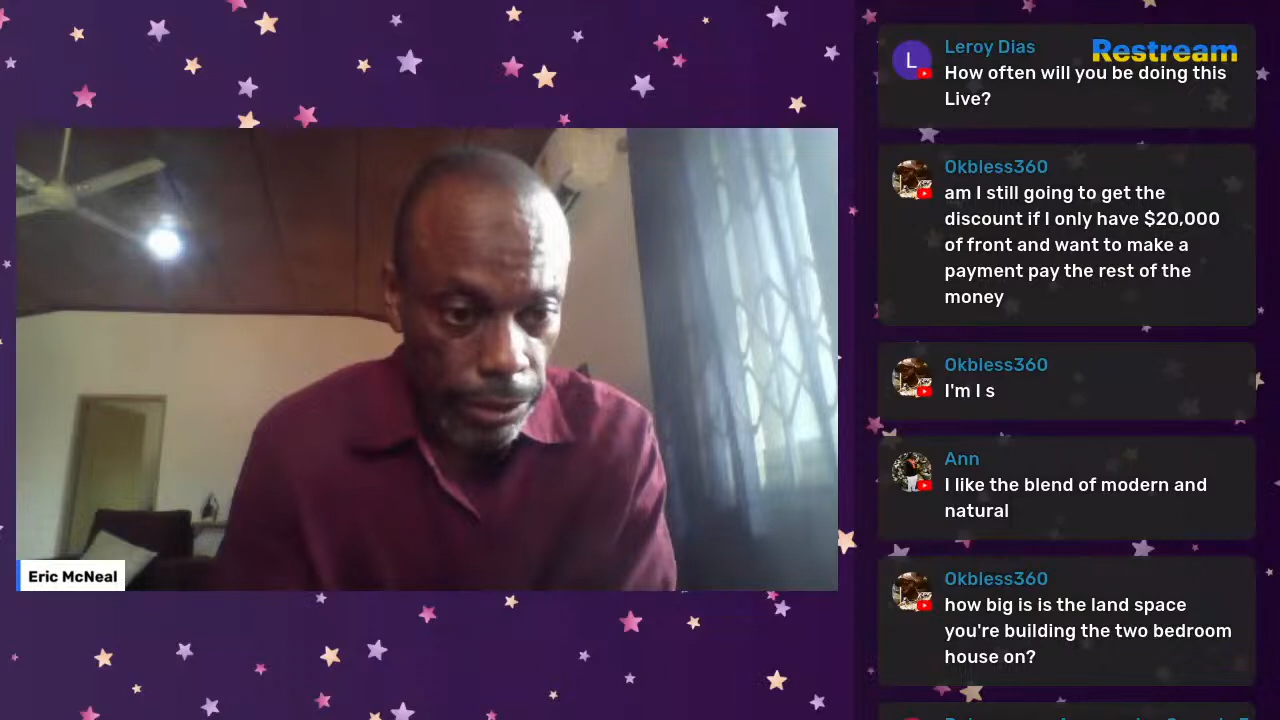 Eric McNeal
Restream
Leroy Dias
How often will you be doing this
Live?
Okbless360
am I still going to get the
discount if I only have $20,000
of front and want to make a
payment pay the rest of the
money
Okbless360
I'm I s
Ann
I like the blend of modern and
natural
Okbless360
how big is is the land space
you're building the two bedroom
house on?